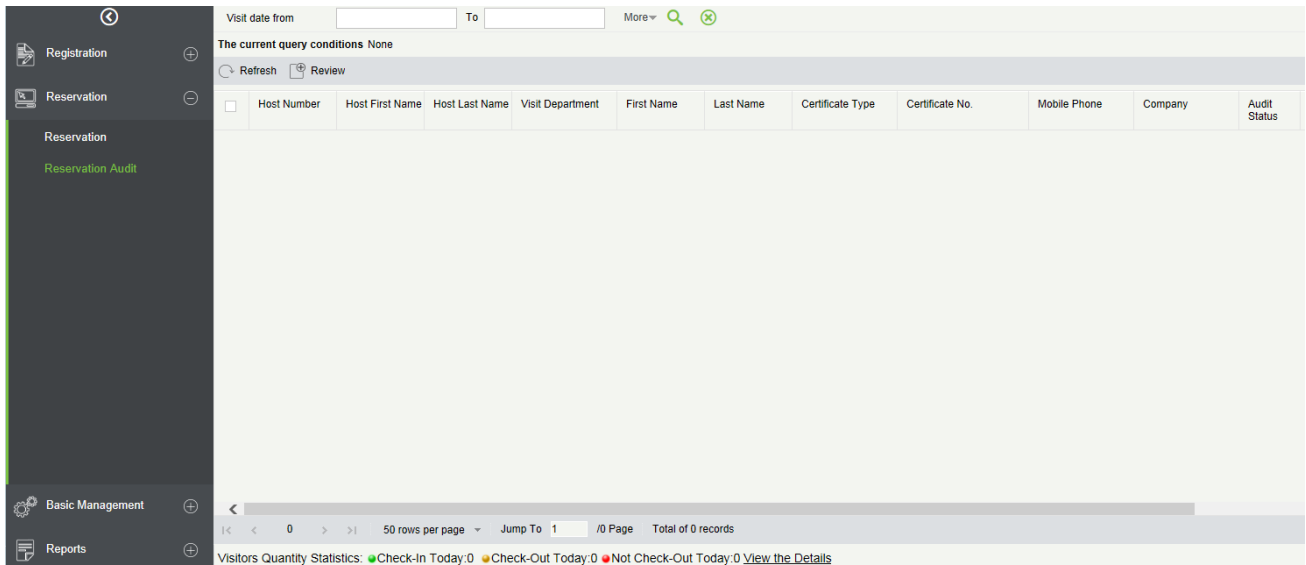 Visit date from To More
The current query conditions None
Refresh Review
Host Number Host First Name Host Last Name Visit Department First Name Last Name Certificate Type Certificate No. Mobile Phone Company Audit Status
Registration
Reservation
Reservation
Reservation Audit
Basic Management
Reports
0 50 rows per page Jump To 1 /0 Page Total of 0 records
Visitors Quantity Statistics: Check-In Today:0 Check-Out Today:0 Not Check-Out Today:0 View the Details